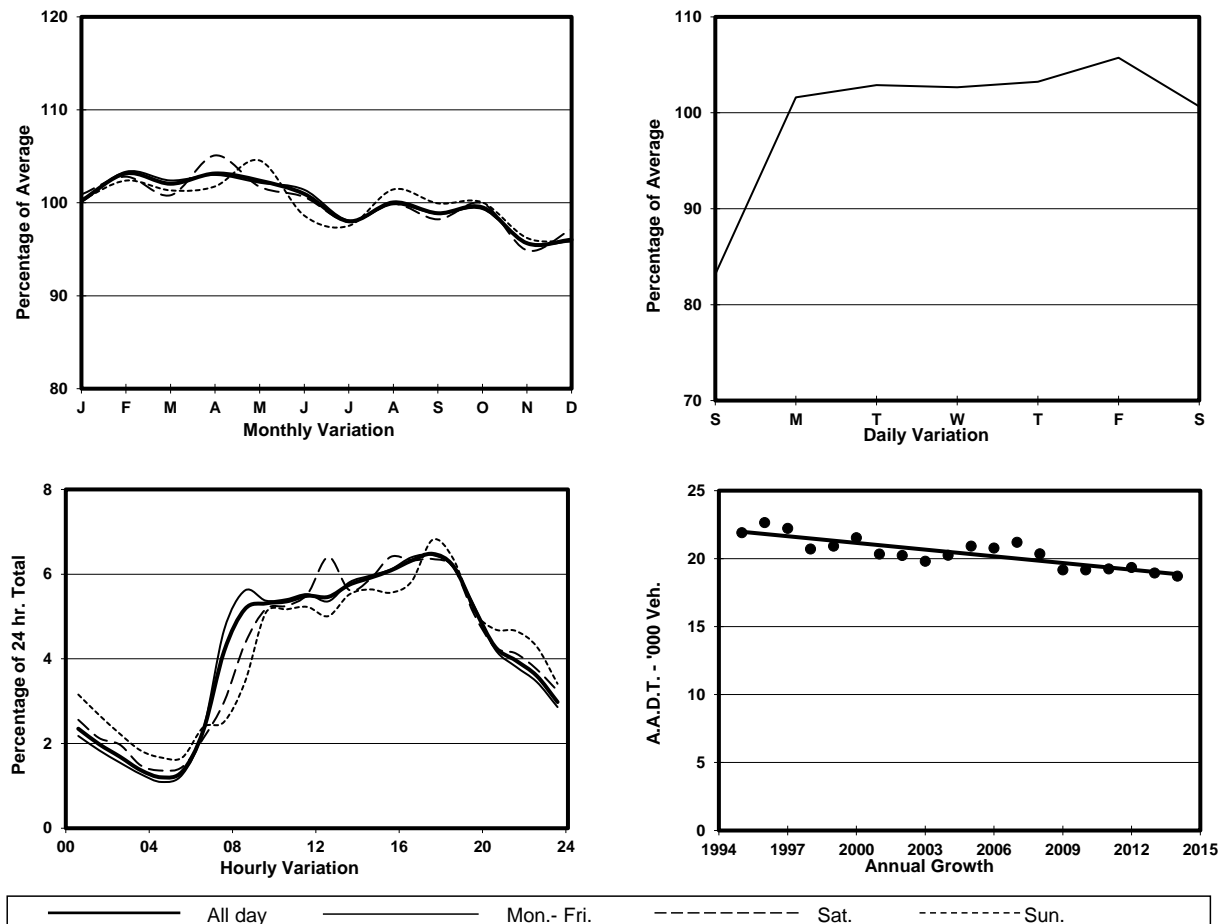 120
110
100
90
80
Percentage of Average
J F M A M J J A S O N D
Monthly Variation
110
100
90
80
70
Percentage of Average
S M T W T F S
Daily Variation
8
6
4
2
0
Percentage of 24 hr. Total
00 04 08 12 16 20 24
Hourly Variation
25
20
15
10
5
0
A.A.D.T. - '000 Veh.
1994 1997 2000 2003 2006 2009 2012 2015
Annual Growth
All day Mon.- Fri. Sat. Sun.